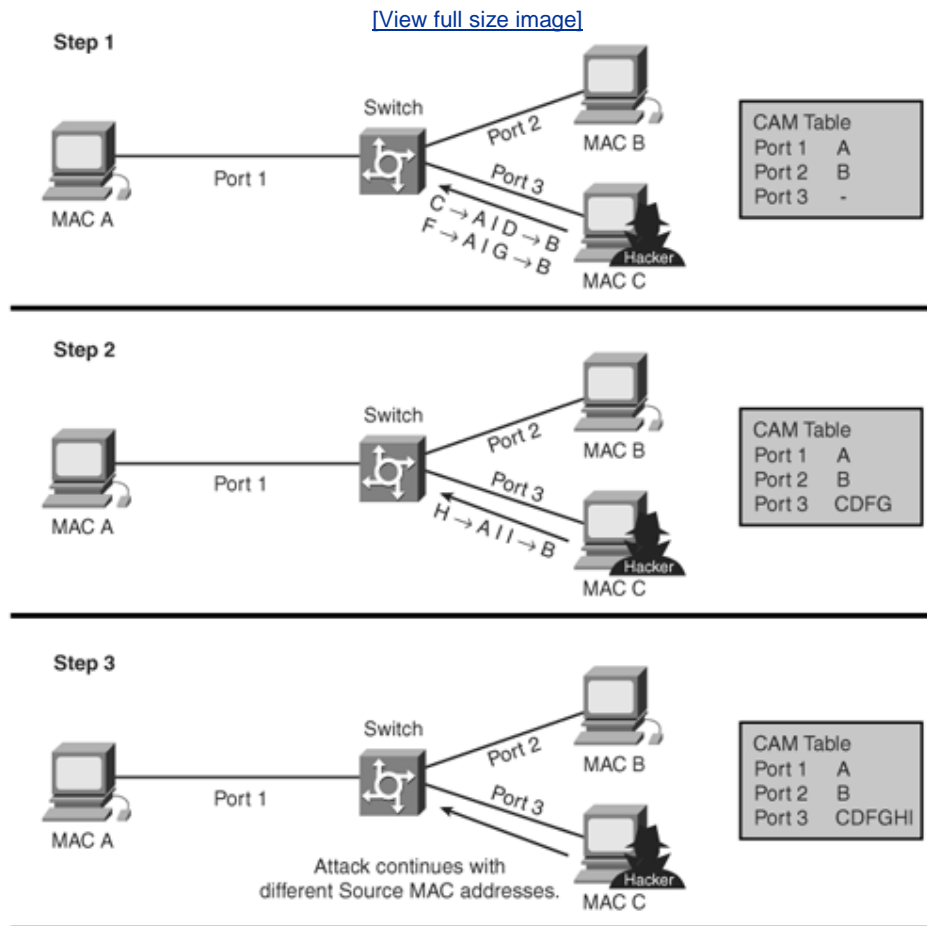 [View full size image]
Step 1
Switch
Port 1
Port 2
Port 3
MAC A
MAC B
C → A I D → B
F → A I G → B
Hacker
MAC C
CAM Table
Port 1 A
Port 2 B
Port 3 -
Step 2
Switch
Port 1
Port 2
Port 3
MAC A
MAC B
H → A I I → B
Hacker
MAC C
CAM Table
Port 1 A
Port 2 B
Port 3 CDFG
Step 3
Switch
Port 1
Port 2
Port 3
MAC A
MAC B
Attack continues with
different Source MAC addresses.
Hacker
MAC C
CAM Table
Port 1 A
Port 2 B
Port 3 CDFGHI